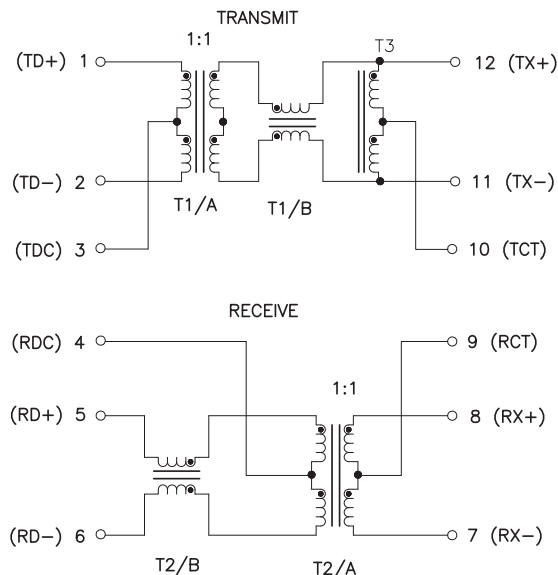 TRANSMIT
1:1
T3
(TD+) 1
12 (TX+)
(TD-) 2
11 (TX-)
T1/A
T1/B
(TDC) 3
10 (TCT)
RECEIVE
(RDC) 4
9 (RCT)
1:1
(RD+) 5
8 (RX+)
(RD-) 6
7 (RX-)
T2/B
T2/A